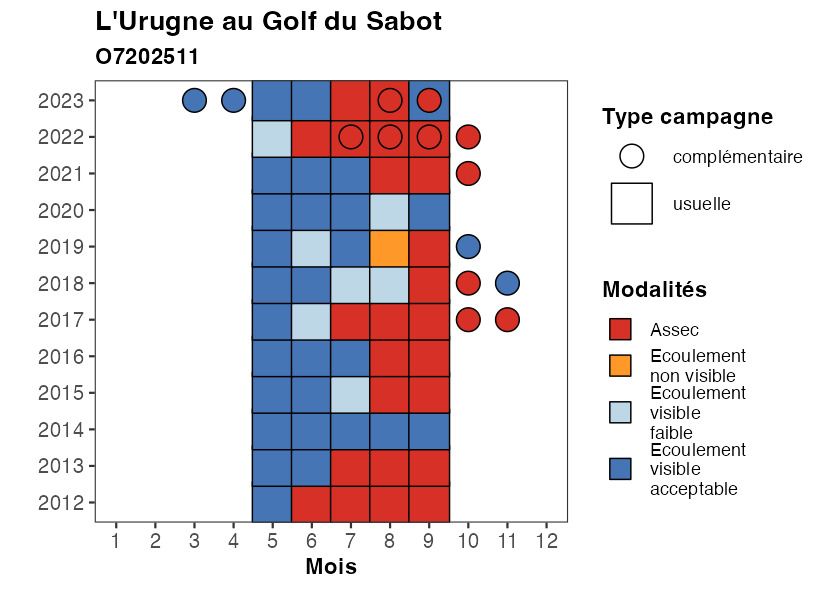 L'Urugne au Golf du Sabot
O7202511
2023
2022
2021
2020
2019
2018
2017
2016
2015
2014
2013
2012
1 2 3 4 5 6 7 8 9 10 11 12
Mois
Type campagne
complémentaire
usuelle
Modalités
Assec
Ecoulement
non visible
Ecoulement
visible
faible
Ecoulement
visible
acceptable